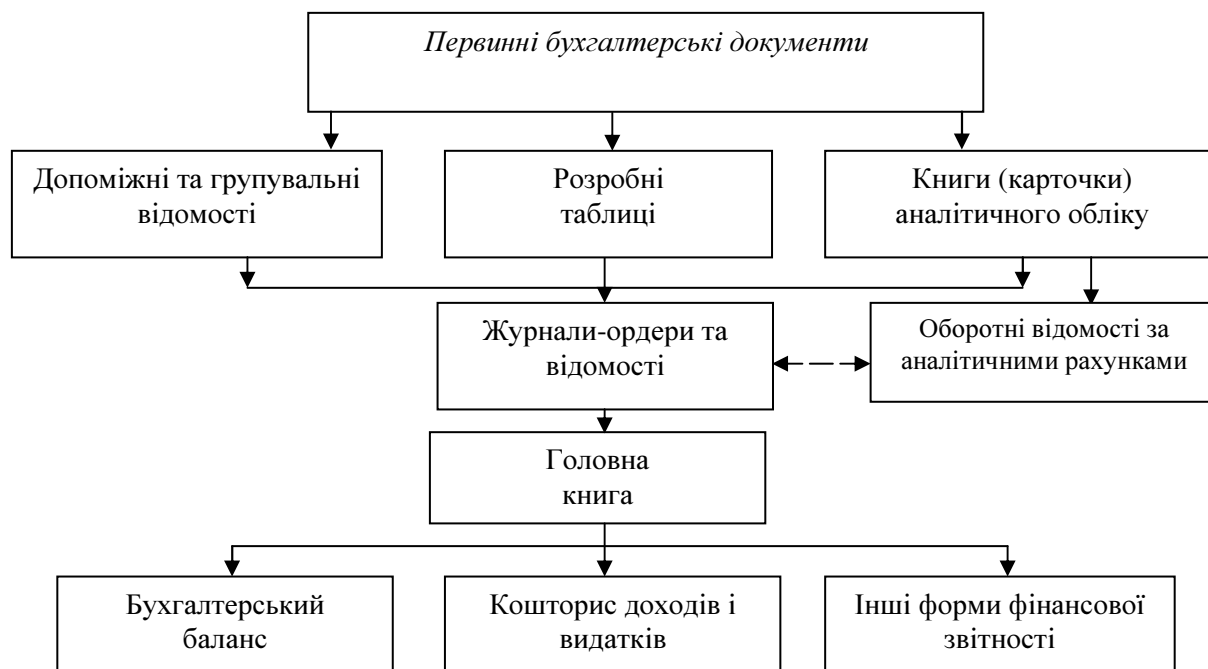 Первинні бухгалтерські документи
Допоміжні та групувальні
відомості
Розробні
таблиці
Книги (карточки)
аналітичного обліку
Журнали-ордери та
відомості
Оборотні відомості за
аналітичними рахунками
Головна
книга
Бухгалтерський
баланс
Кошторис доходів і
видатків
Інші форми фінансової
звітності